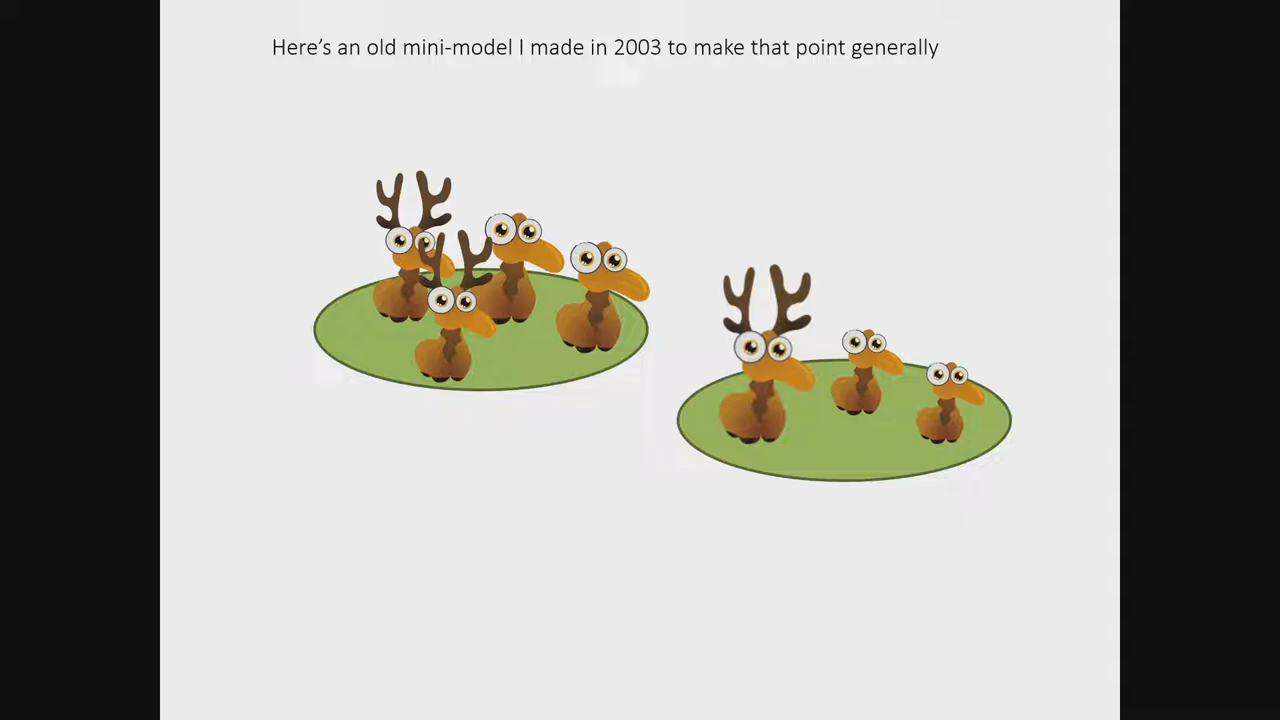 Here’s an old mini-model I made in 2003 to make that point generally